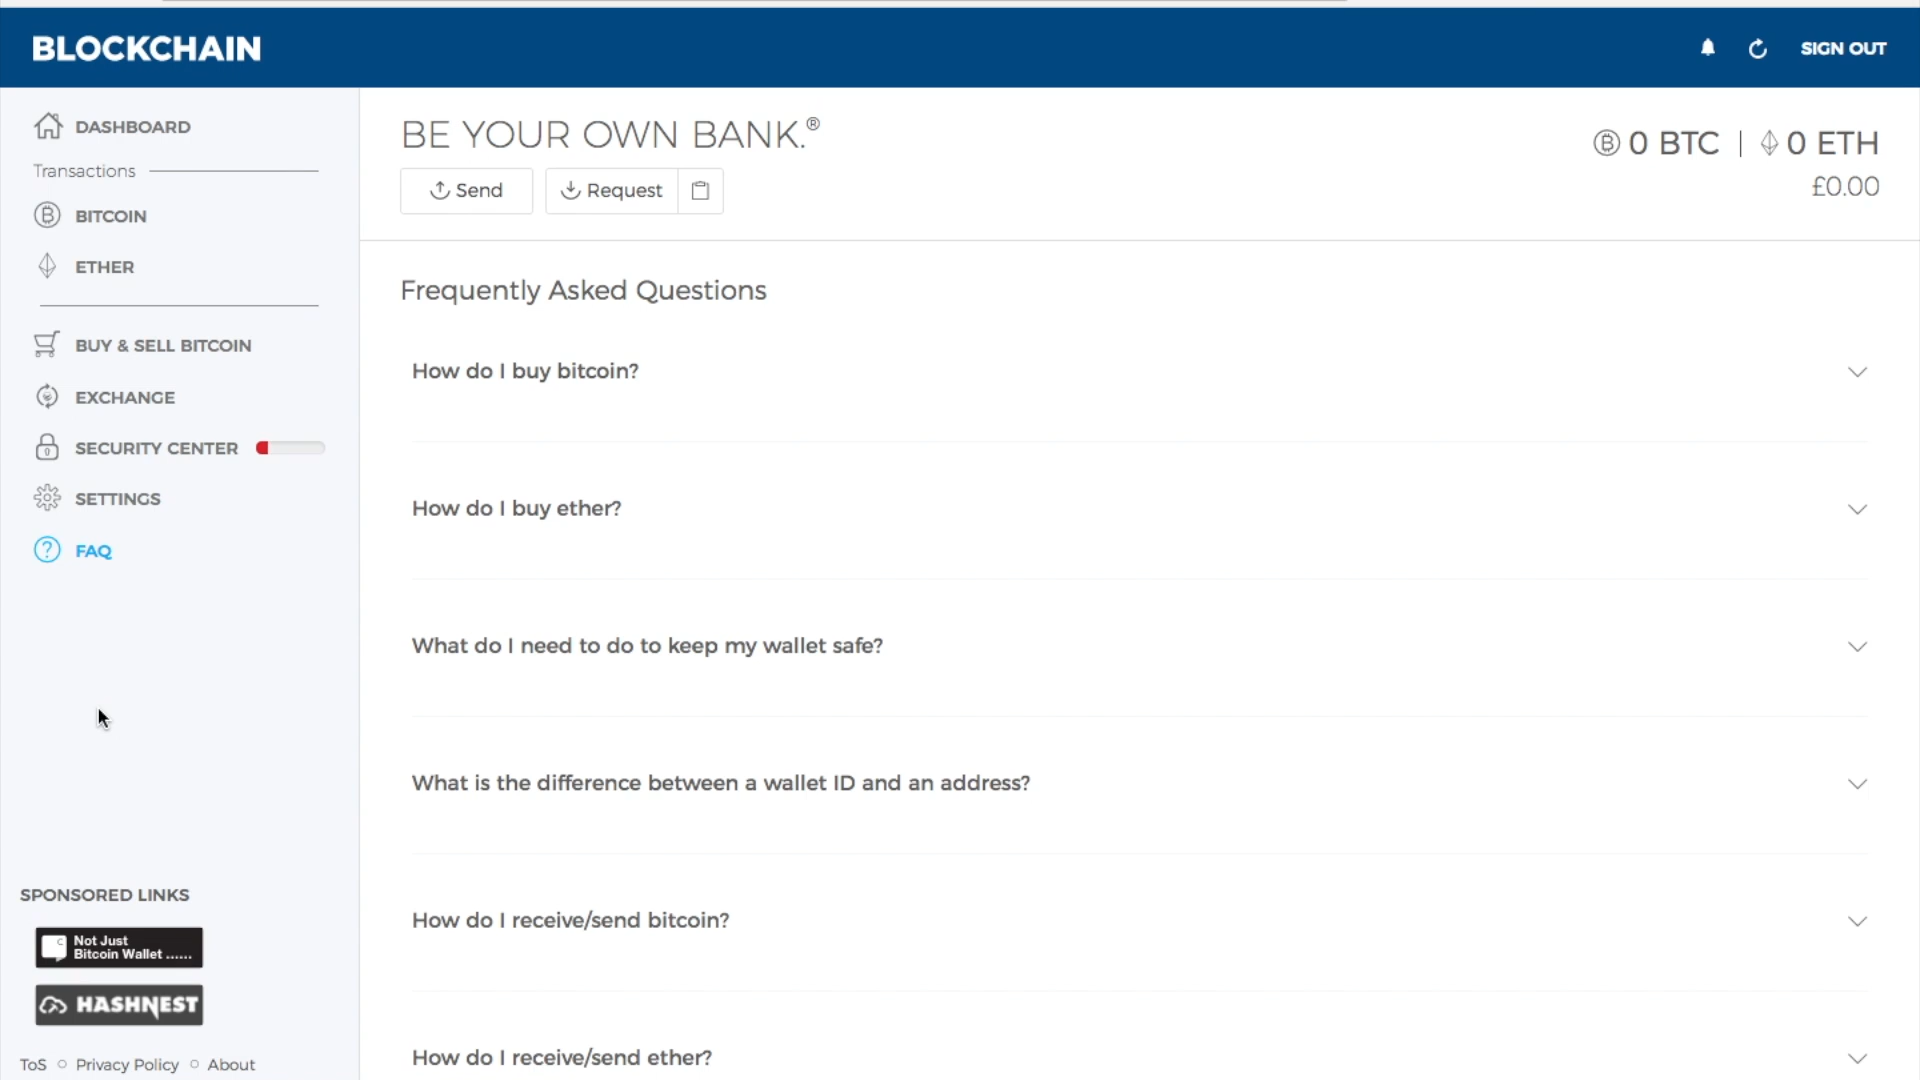 BLOCKCHAIN
SIGN OUT
DASHBOARD
Transactions
BITCOIN
ETHER
BUY & SELL BITCOIN
EXCHANGE
SECURITY CENTER
SETTINGS
FAQ
SPONSORED LINKS
Not Just
Bitcoin Wallet ......
HASHNEST
ToS Privacy Policy About
BE YOUR OWN BANK.®
0 BTC | 0 ETH
£0.00
Send Request
Frequently Asked Questions
How do I buy bitcoin?
How do I buy ether?
What do I need to do to keep my wallet safe?
What is the difference between a wallet ID and an address?
How do I receive/send bitcoin?
How do I receive/send ether?